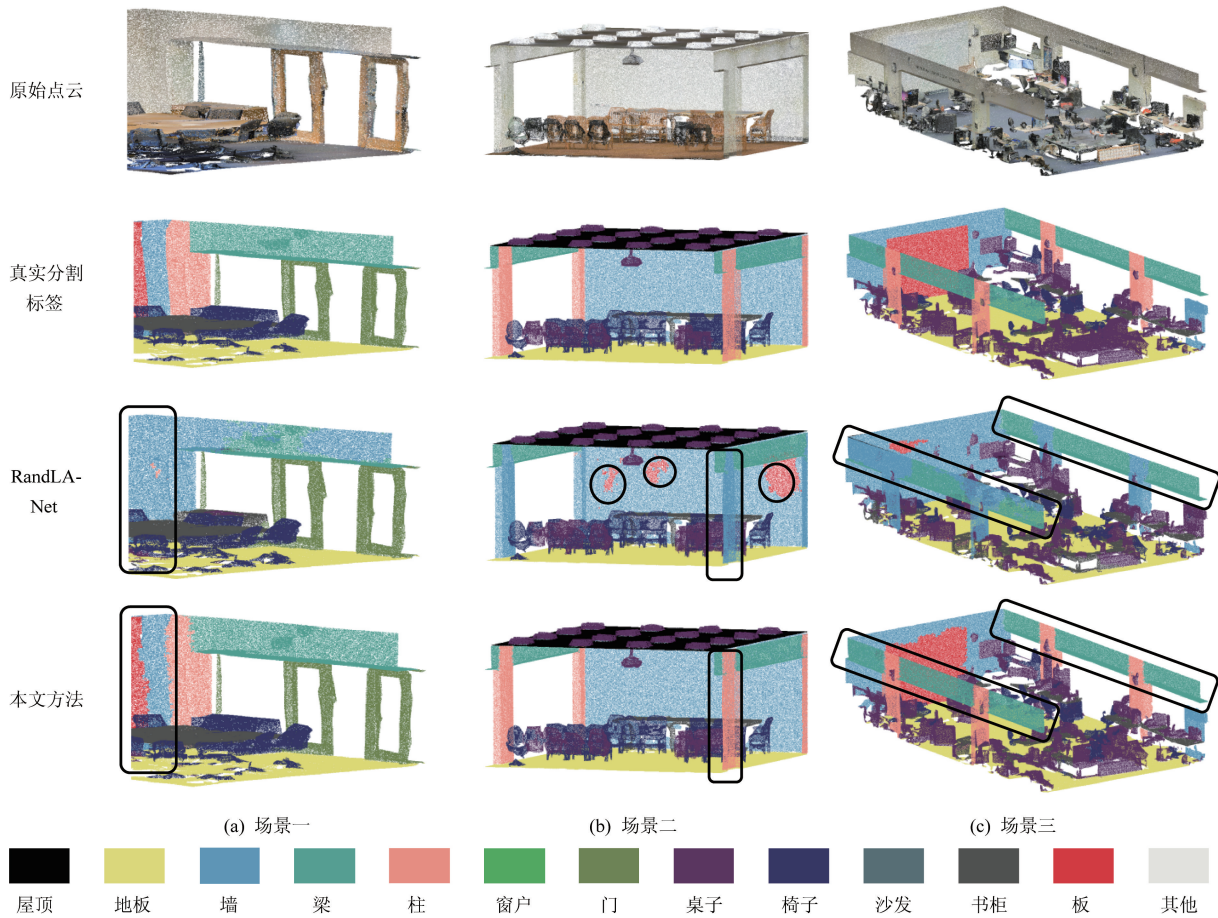 原始点云
真实分割
标签
RandLA-
Net
本文方法
(a) 场景一
(b) 场景二
(c) 场景三
屋顶
地板
墙
梁
柱
窗户
门
桌子
椅子
沙发
书柜
板
其他